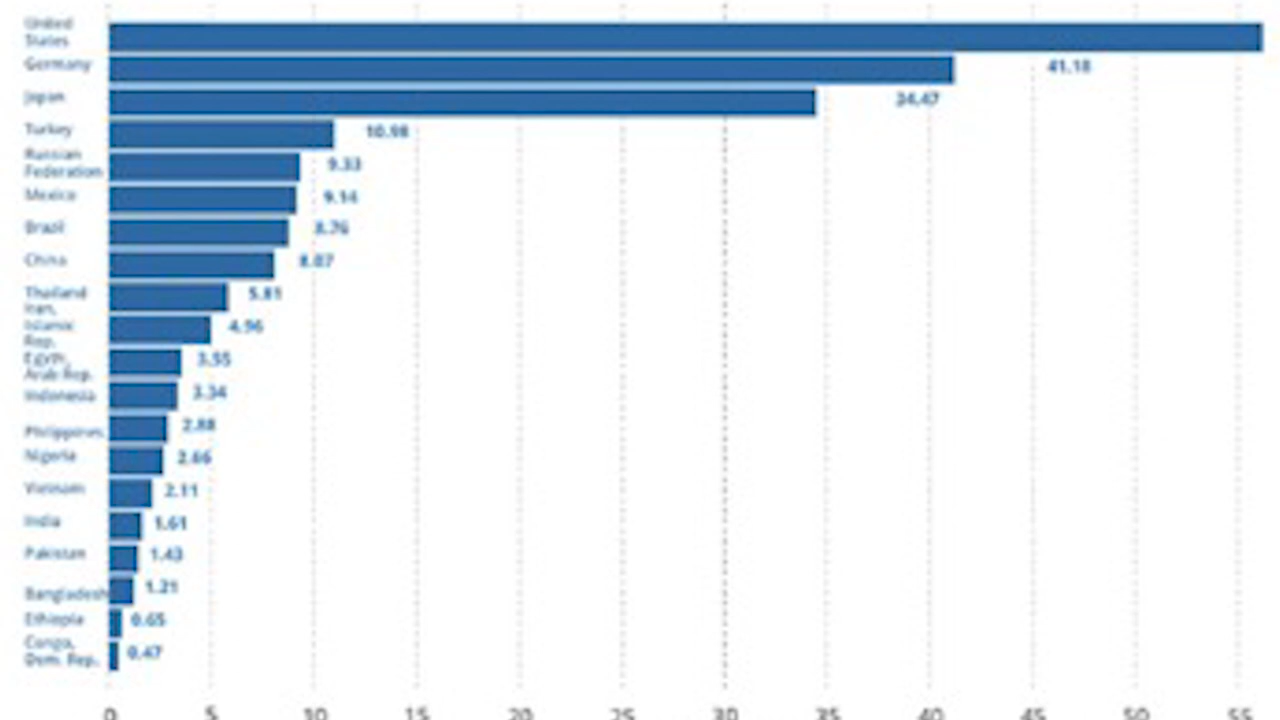 United
States
Germany 41.18
Japan 34.47
Turkey 10.98
Russian
Federation 9.33
Mexico 9.14
Brazil 8.76
China 8.07
Thailand 5.81
Iran,
Islamic 4.96
Rep.
Egypt, 3.55
Arab Rep.
Indonesia 3.34
Philippines 2.88
Nigeria 2.66
Vietnam 2.11
India 1.61
Pakistan 1.43
Bangladesh 1.21
Ethiopia 0.65
Congo,
Dem. Rep. 0.47
0 5 10 15 20 25 30 35 40 45 50 55